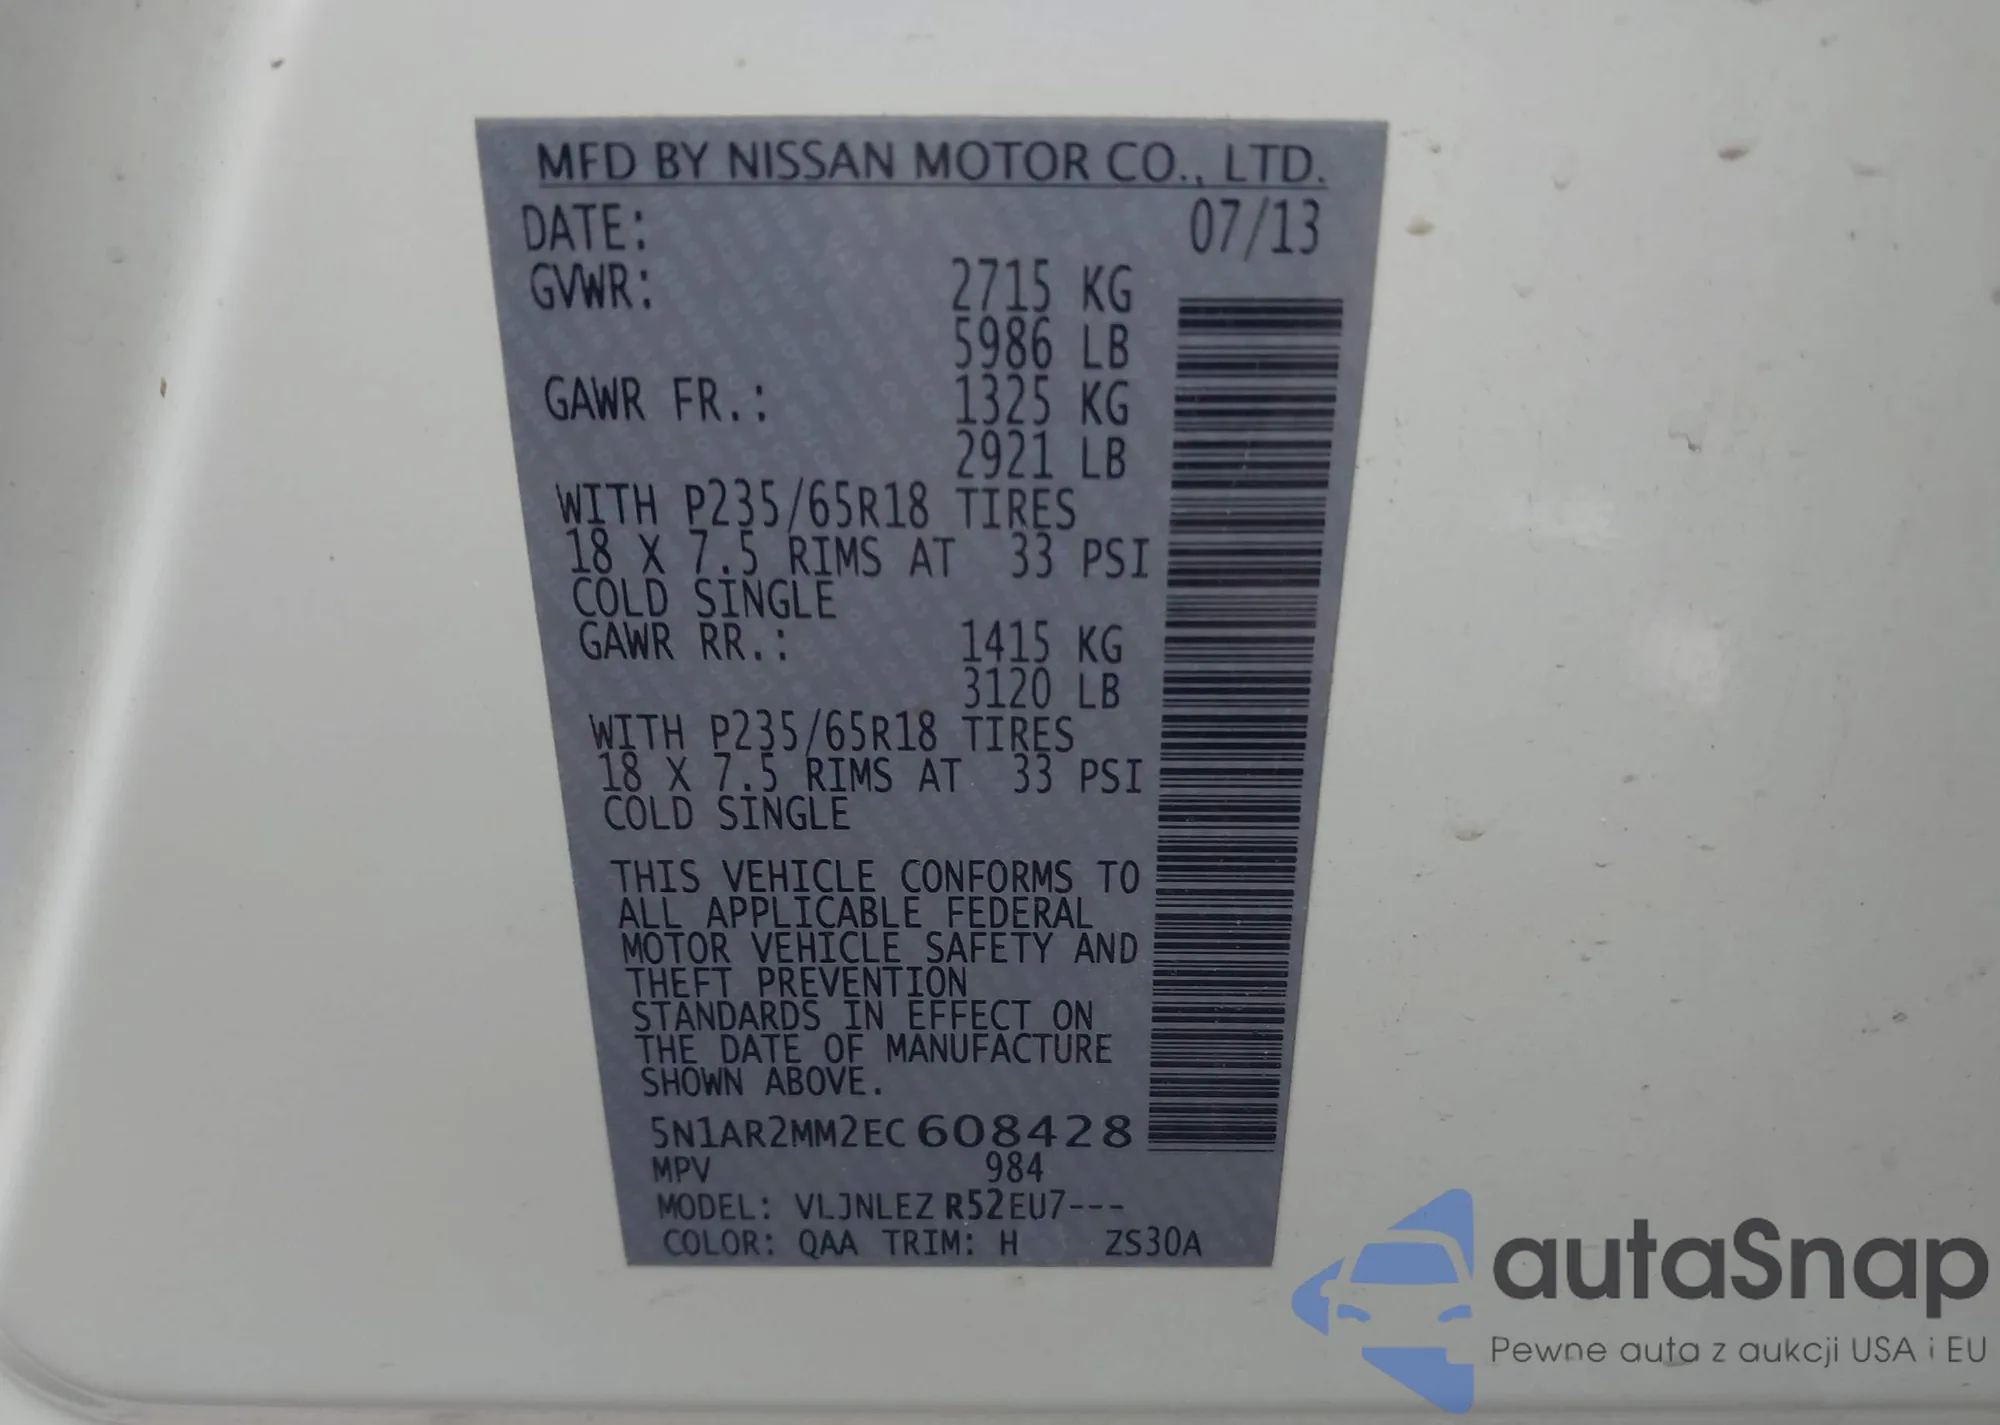 MFD BY NISSAN MOTOR CO., LTD.
DATE: 07/13
GVWR: 2715 KG
5986 LB
GAWR FR.: 1325 KG
2921 LB
WITH P235/65R18 TIRES
18 X 7.5 RIMS AT 33 PSI
COLD SINGLE
GAWR RR.: 1415 KG
3120 LB
WITH P235/65R18 TIRES
18 X 7.5 RIMS AT 33 PSI
COLD SINGLE
THIS VEHICLE CONFORMS TO
ALL APPLICABLE FEDERAL
MOTOR VEHICLE SAFETY AND
THEFT PREVENTION
STANDARDS IN EFFECT ON
THE DATE OF MANUFACTURE
SHOWN ABOVE.
5N1AR2MM2EC608428
MPV 984
MODEL: VLJNLEZ R52EU7---
COLOR: QAA TRIM: H ZS30A
autaSnap
Pewne auta z aukcji USA i EU